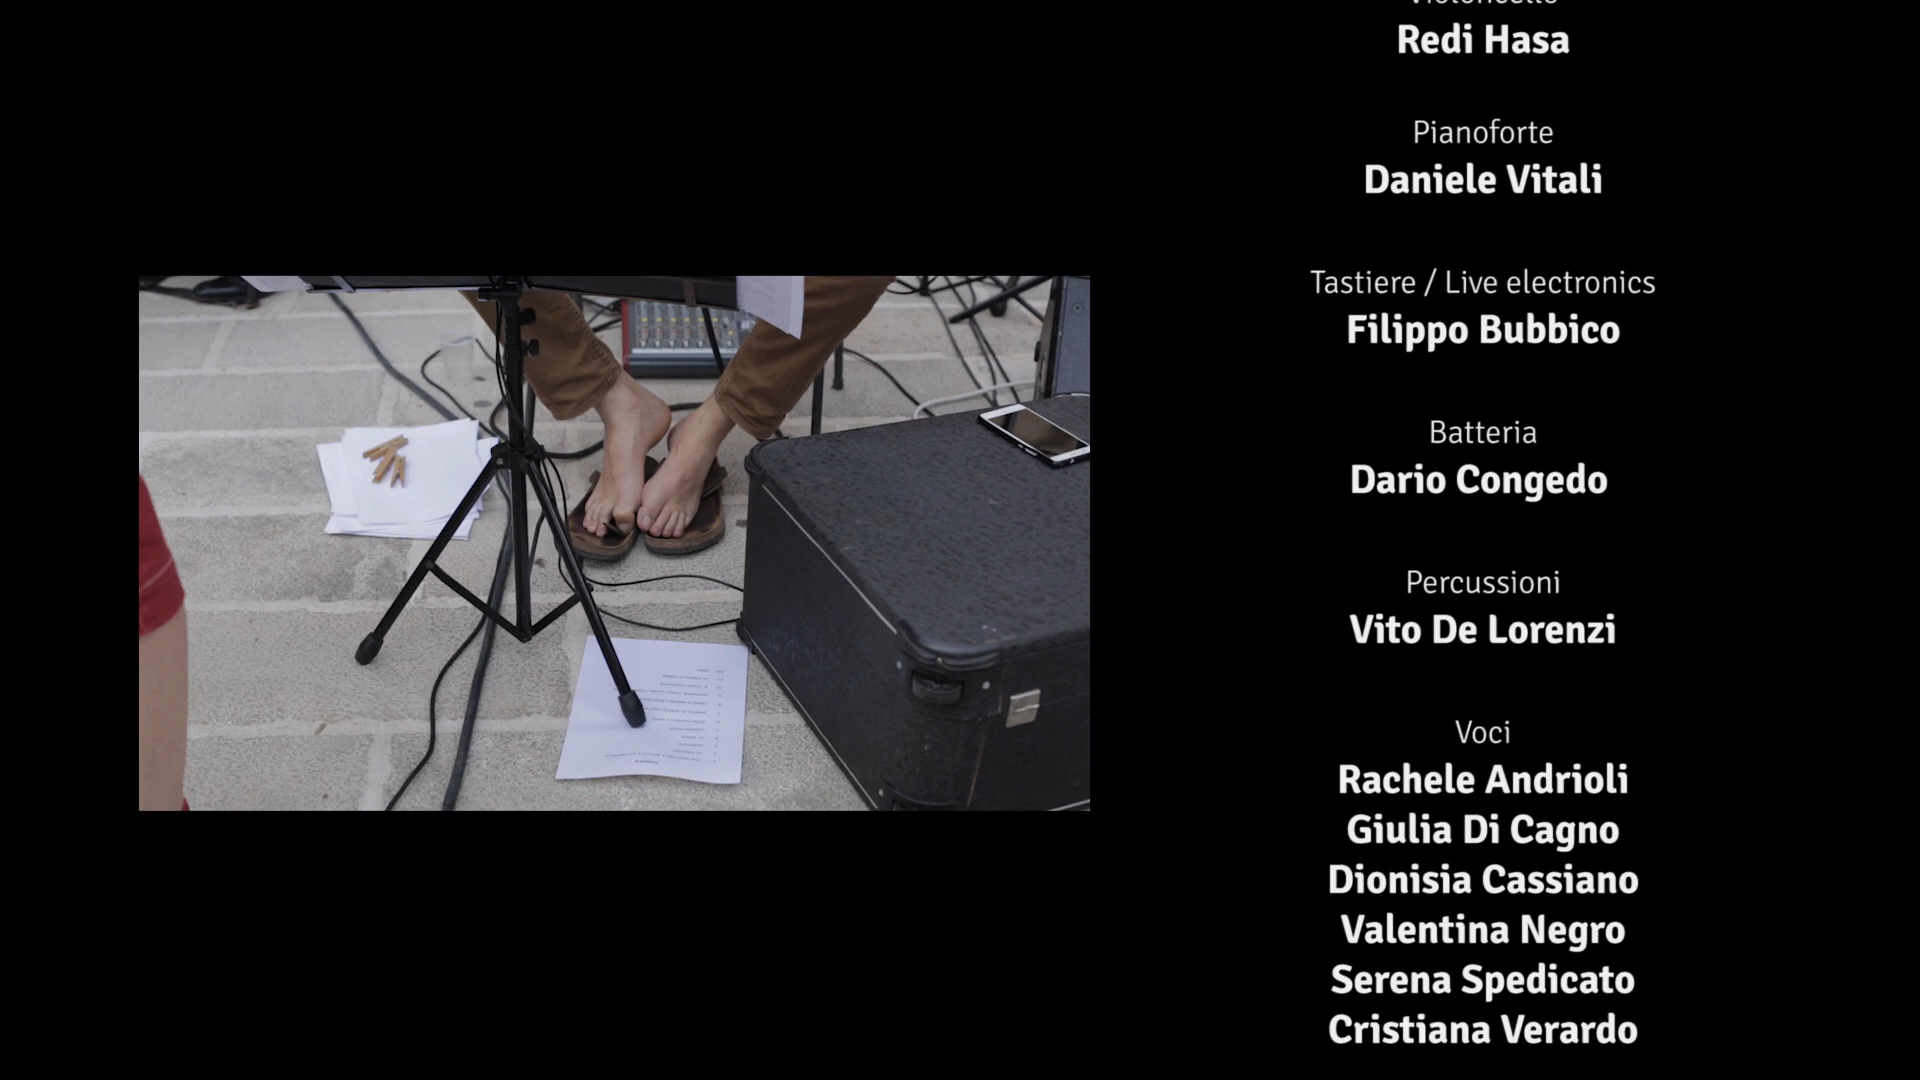 Redi Hasa
Pianoforte
Daniele Vitali
Tastiere / Live electronics
Filippo Bubbico
Batteria
Dario Congedo
Percussioni
Vito De Lorenzi
Voci
Rachele Andrioli
Giulia Di Cagno
Dionisia Cassiano
Valentina Negro
Serena Spedicato
Cristiana Verardo